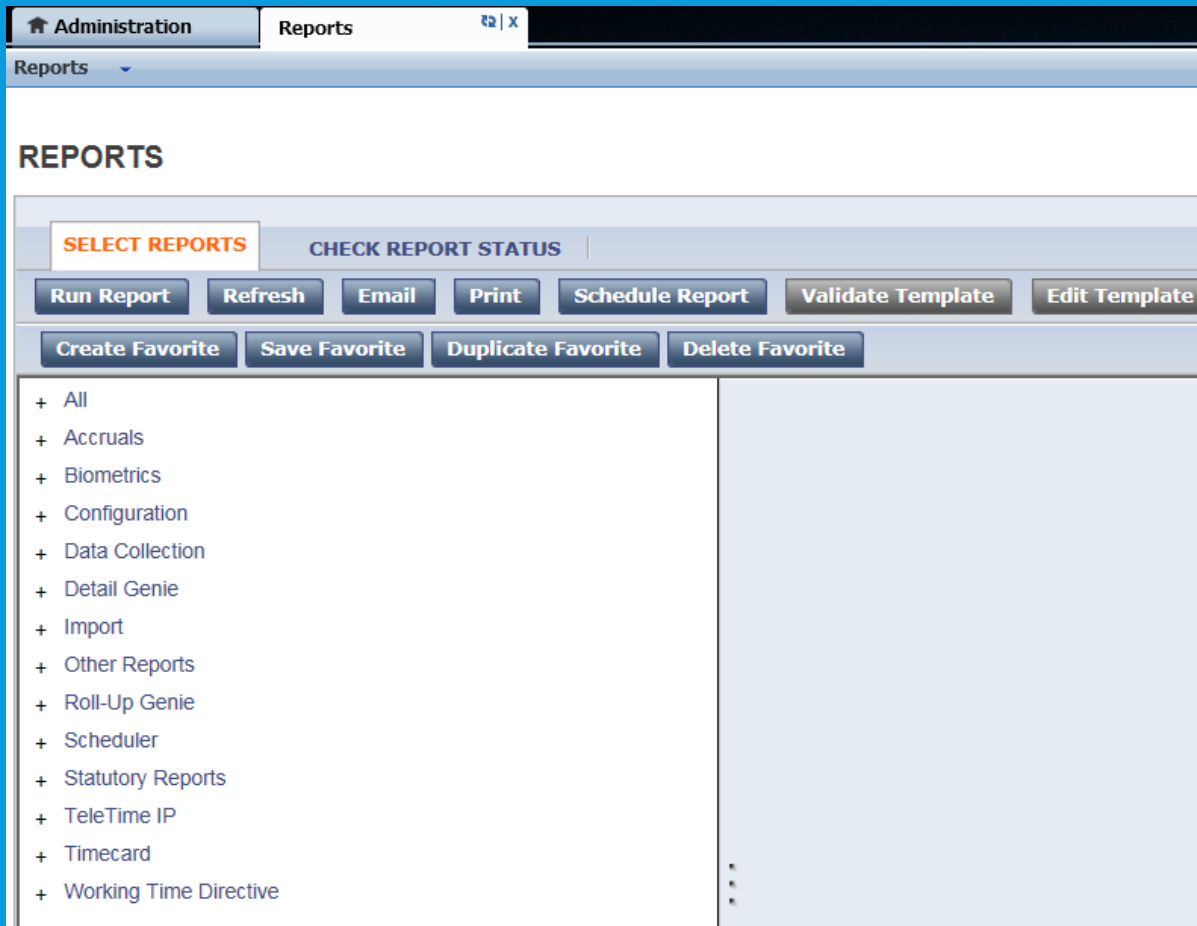 Administration Reports x
Reports
REPORTS
SELECT REPORTS CHECK REPORT STATUS
Run Report Refresh Email Print Schedule Report Validate Template Edit Template
Create Favorite Save Favorite Duplicate Favorite Delete Favorite
+ All
+ Accruals
+ Biometrics
+ Configuration
+ Data Collection
+ Detail Genie
+ Import
+ Other Reports
+ Roll-Up Genie
+ Scheduler
+ Statutory Reports
+ TeleTime IP
+ Timecard
+ Working Time Directive